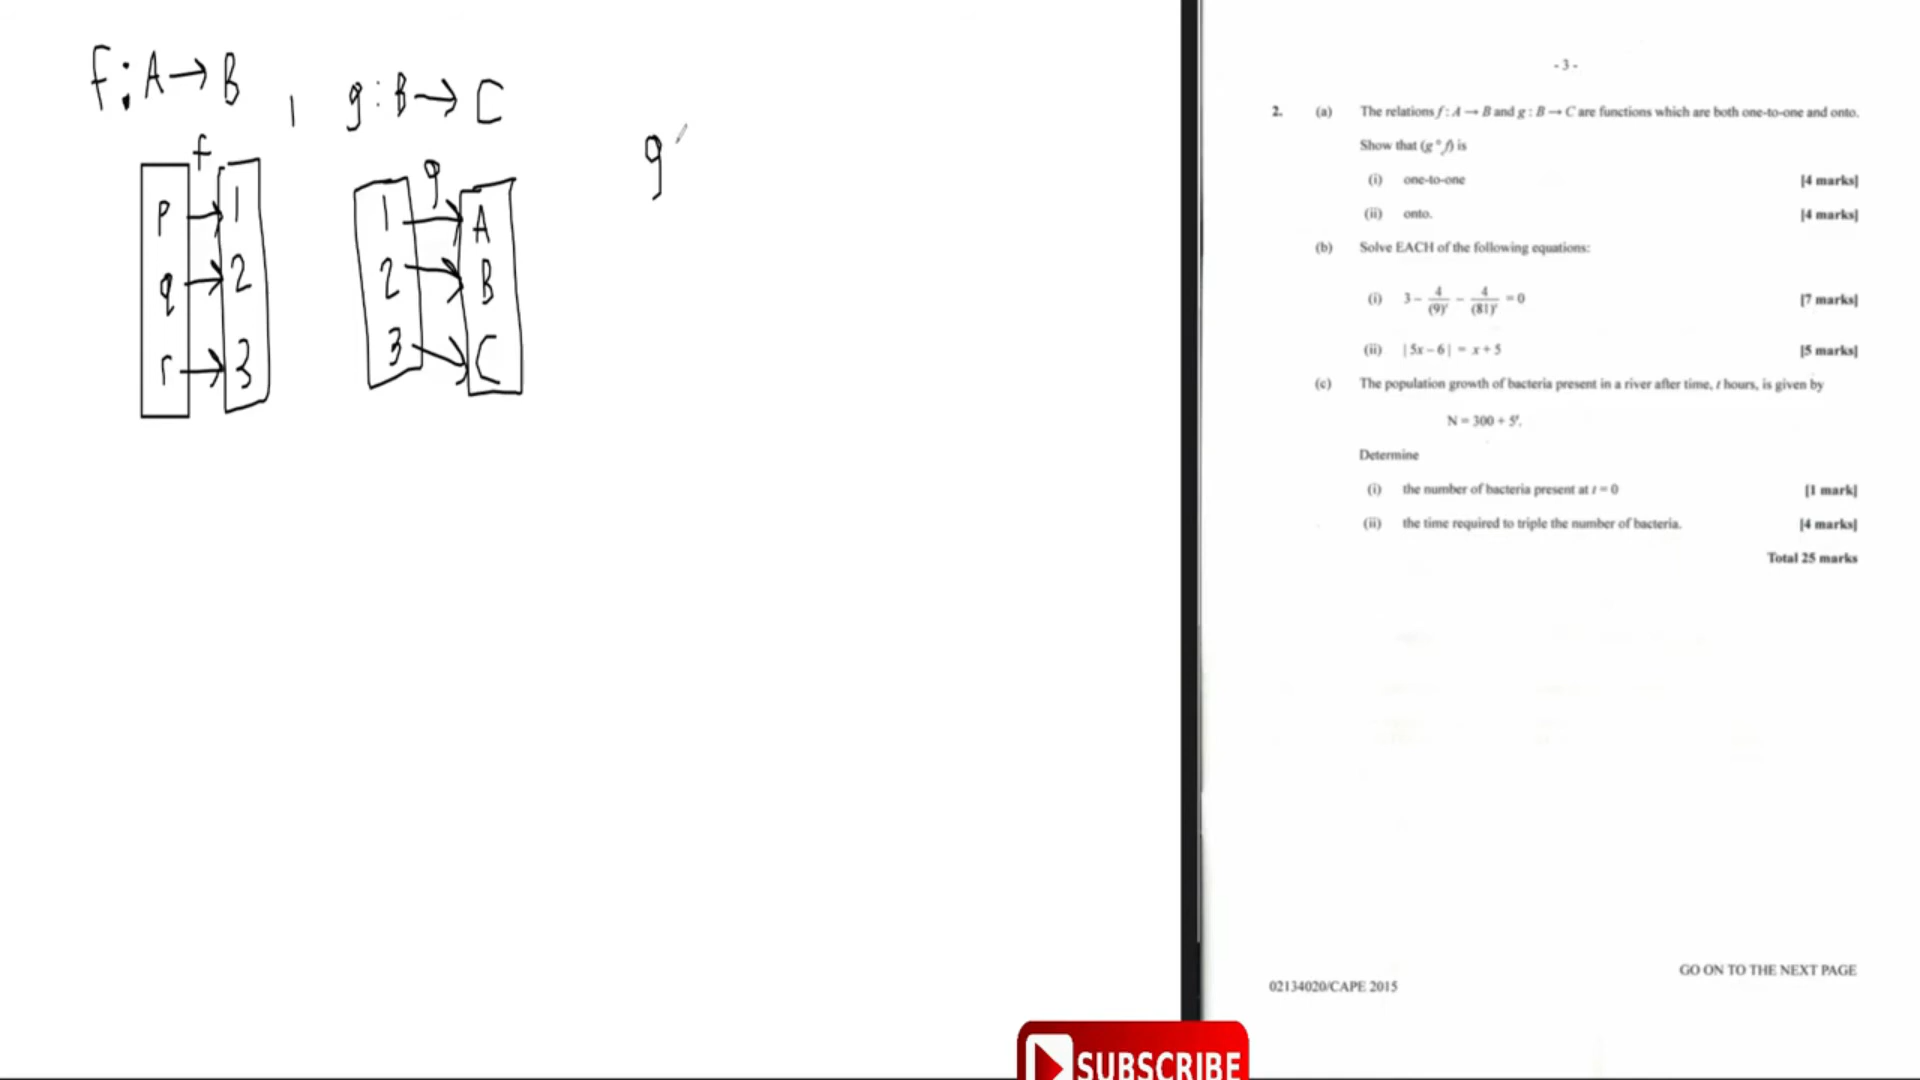 f : A → B , g : B → C
f
g
g
p → 1
q → 2
r → 3
1 → A
2 → B
3 → C
- 3 -
2. (a) The relations f : A → B and g : B → C are functions which are both one-to-one and onto.
Show that (g ° f) is
(i) one-to-one [4 marks]
(ii) onto. [4 marks]
(b) Solve EACH of the following equations:
(i) 3 – 4/(9)ˣ – 4/(81)ˣ = 0 [7 marks]
(ii) | 5x – 6 | = x + 5 [5 marks]
(c) The population growth of bacteria present in a river after time, t hours, is given by
N = 300 + 5ᵗ.
Determine
(i) the number of bacteria present at t = 0 [1 mark]
(ii) the time required to triple the number of bacteria. [4 marks]
Total 25 marks
GO ON TO THE NEXT PAGE
02134020/CAPE 2015
SUBSCRIBE